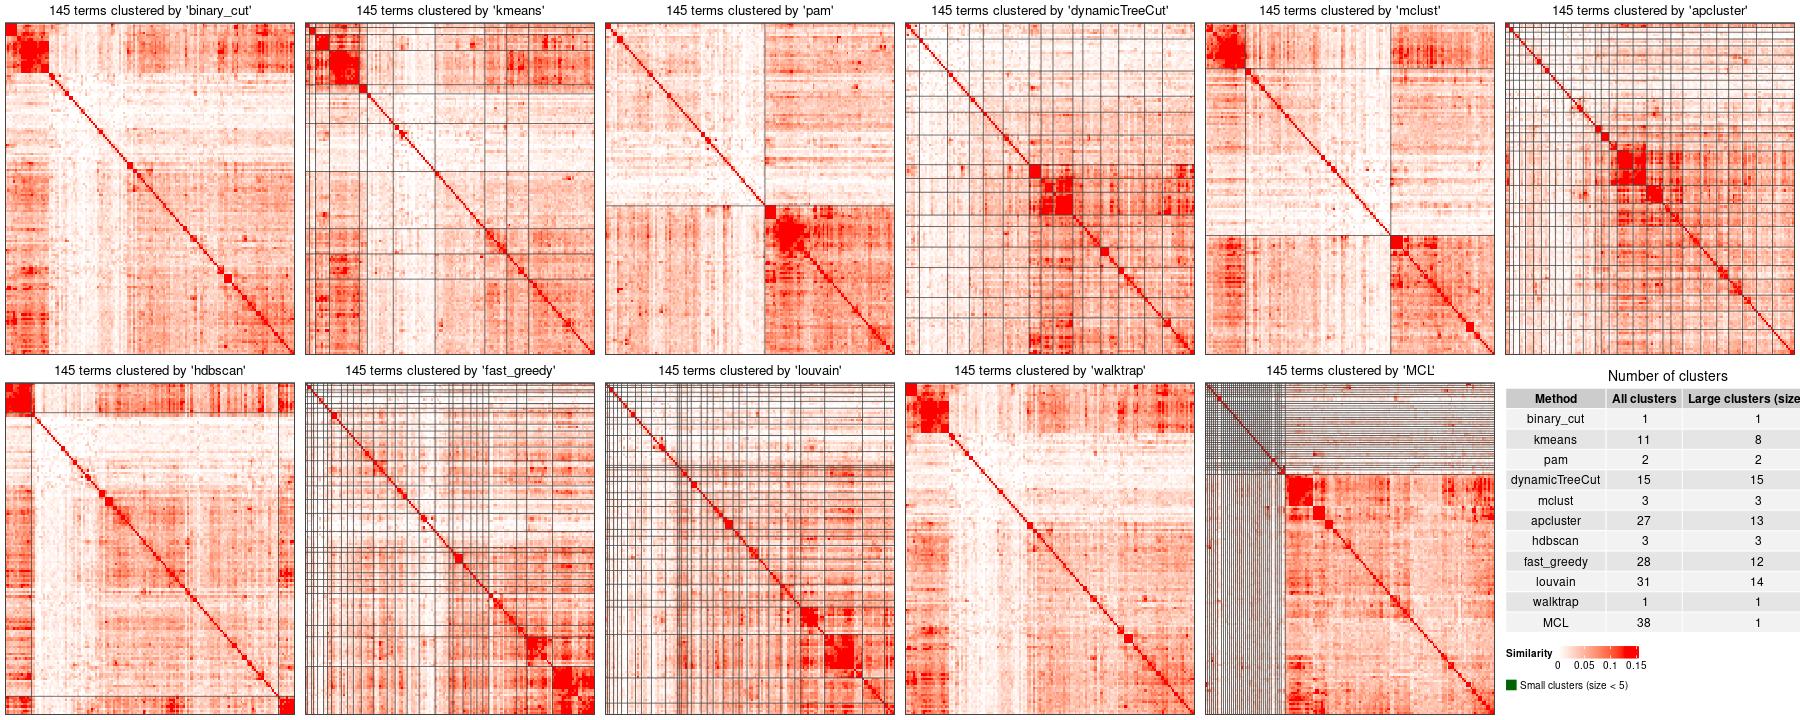 145 terms clustered by 'binary_cut'
145 terms clustered by 'kmeans'
145 terms clustered by 'pam'
145 terms clustered by 'dynamicTreeCut'
145 terms clustered by 'mclust'
145 terms clustered by 'apcluster'
145 terms clustered by 'hdbscan'
145 terms clustered by 'fast_greedy'
145 terms clustered by 'louvain'
145 terms clustered by 'walktrap'
145 terms clustered by 'MCL'
Number of clusters
Method All clusters Large clusters (size
binary_cut 1 1
kmeans 11 8
pam 2 2
dynamicTreeCut 15 15
mclust 3 3
apcluster 27 13
hdbscan 3 3
fast_greedy 28 12
louvain 31 14
walktrap 1 1
MCL 38 1
Similarity
0 0.05 0.1 0.15
Small clusters (size < 5)